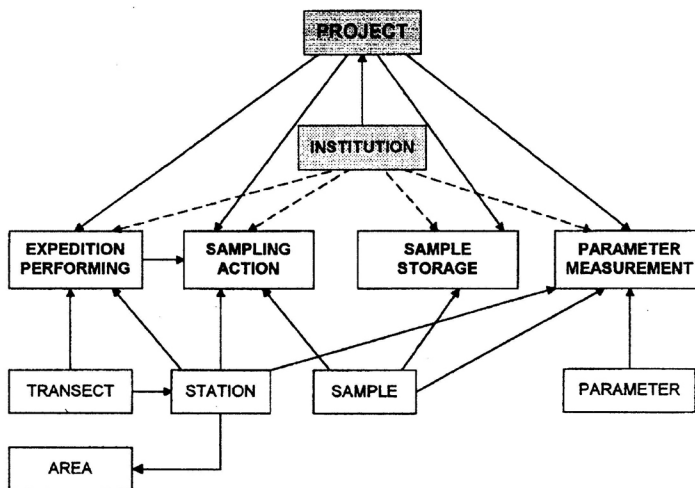 PROJECT
INSTITUTION
EXPEDITION
PERFORMING
SAMPLING
ACTION
SAMPLE
STORAGE
PARAMETER
MEASUREMENT
TRANSECT
STATION
SAMPLE
PARAMETER
AREA